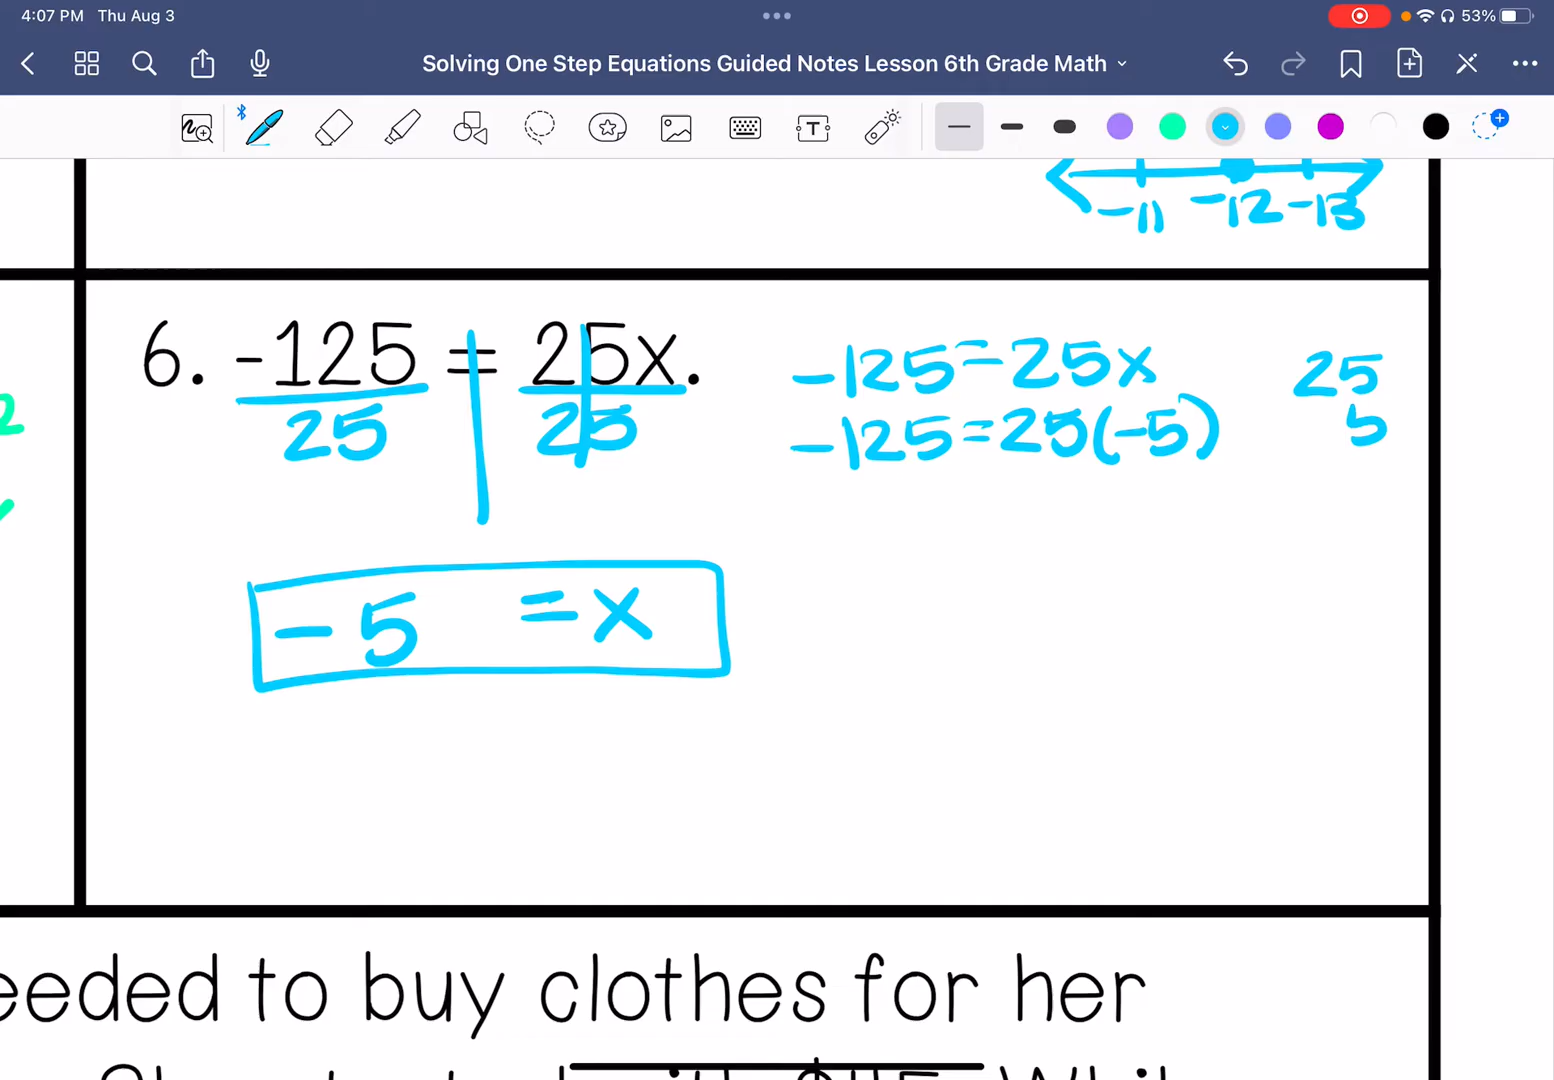 4:07 PM Thu Aug 3
53%
Solving One Step Equations Guided Notes Lesson 6th Grade Math
T
-11 -12 -13
6. -125 = 25x.
25 25
-125 = 25x
-125 = 25(-5)
25
5
-5 = x
2
eeded to buy clothes for her